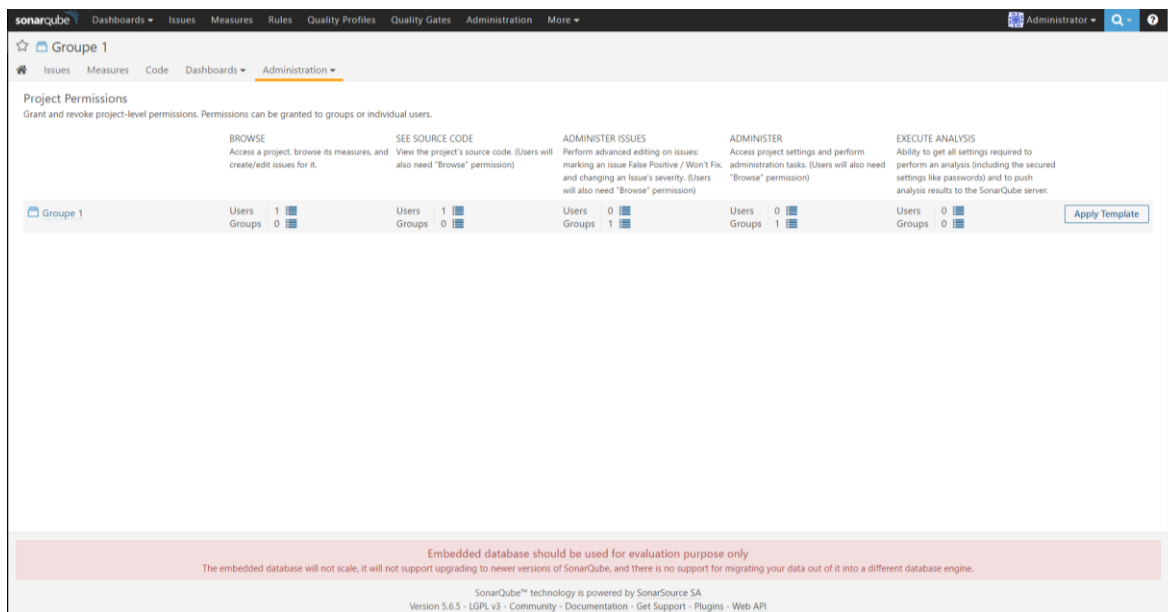 sonarqube Dashboards Issues Measures Rules Quality Profiles Quality Gates Administration More Administrator
Groupe 1
Issues Measures Code Dashboards Administration
Project Permissions
Grant and revoke project-level permissions. Permissions can be granted to groups or individual users.
BROWSE
Access a project, browse its measures, and
create/edit issues for it.
SEE SOURCE CODE
View the project's source code. (Users will
also need "Browse" permission)
ADMINISTER ISSUES
Perform advanced editing on issues:
marking an issue False Positive / Won't Fix,
and changing an Issue's severity. (Users
will also need "Browse" permission)
ADMINISTER
Access project settings and perform
administration tasks. (Users will also need
"Browse" permission)
EXECUTE ANALYSIS
Ability to get all settings required to
perform an analysis (including the secured
settings like passwords) and to push
analysis results to the SonarQube server.
Groupe 1
Users 1
Groups 0
Users 1
Groups 0
Users 0
Groups 1
Users 0
Groups 1
Users 0
Groups 0
Apply Template
Embedded database should be used for evaluation purpose only
The embedded database will not scale, it will not support upgrading to newer versions of SonarQube, and there is no support for migrating your data out of it into a different database engine.
SonarQube™ technology is powered by SonarSource SA
Version 5.6.5 - LGPL v3 - Community - Documentation - Get Support - Plugins - Web API